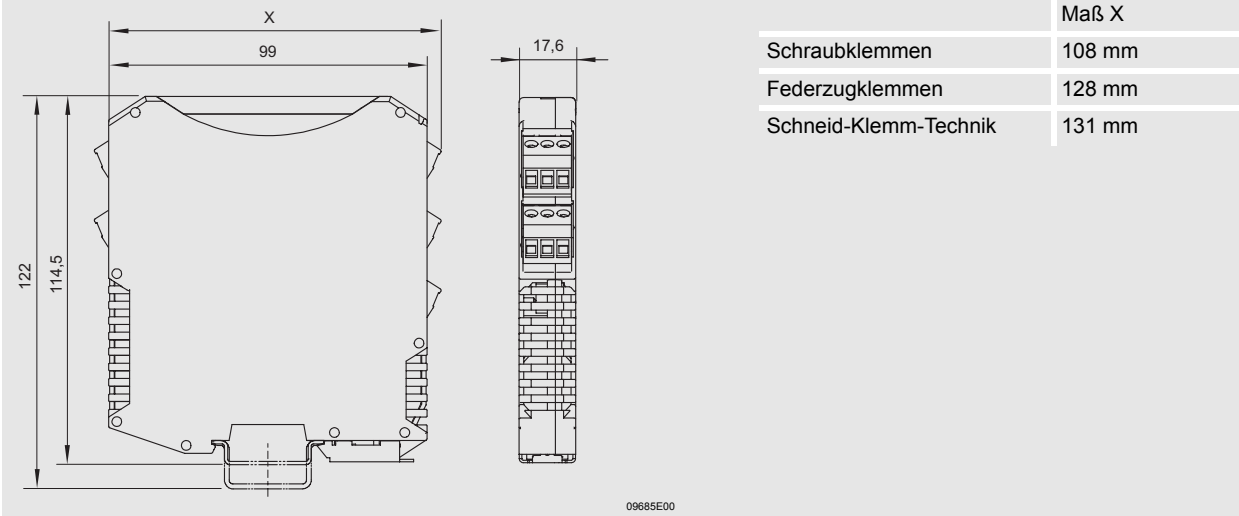 X
99
17,6
122
114,5
09685E00
Maß X
Schraubklemmen 108 mm
Federzugklemmen 128 mm
Schneid-Klemm-Technik 131 mm